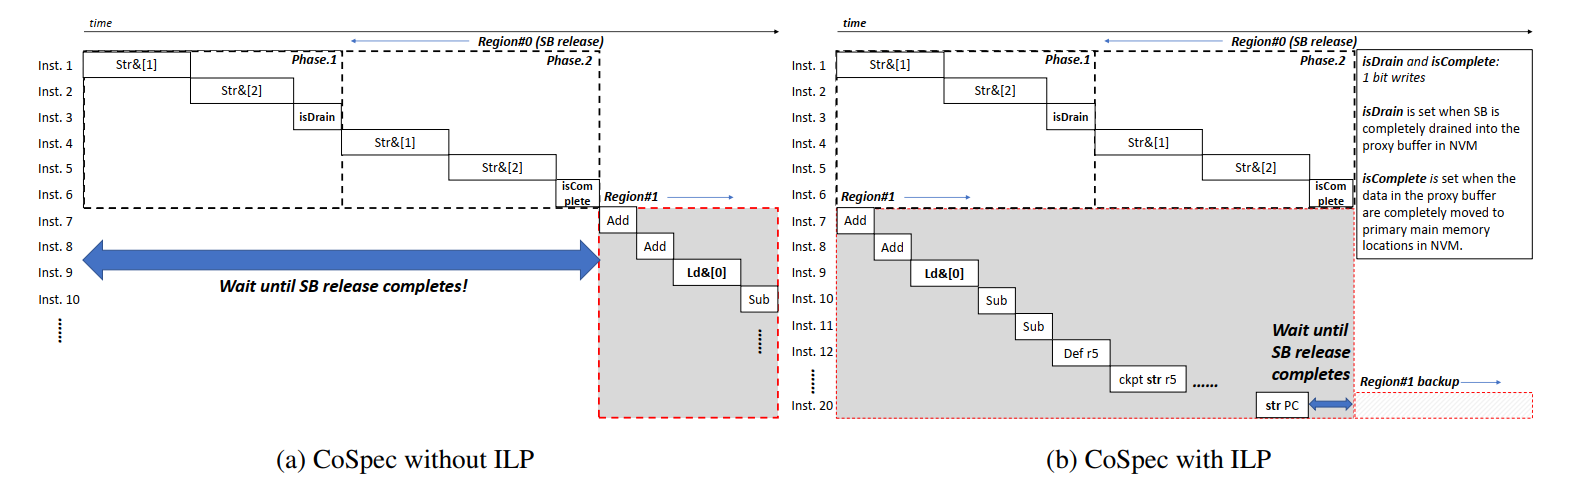 time
Region#0 (SB release)
Phase.1
Phase.2
Inst. 1
Str&[1]
Inst. 2
Str&[2]
Inst. 3
isDrain
Inst. 4
Str&[1]
Inst. 5
Str&[2]
Inst. 6
isCom
plete
Region#1
Inst. 7
Add
Inst. 8
Add
Inst. 9
Ld&[0]
Wait until SB release completes!
Inst. 10
Sub
(a) CoSpec without ILP
time
Region#0 (SB release)
Phase.1
Phase.2
Inst. 1
Str&[1]
Inst. 2
Str&[2]
Inst. 3
isDrain
Inst. 4
Str&[1]
Inst. 5
Str&[2]
Inst. 6
isCom
plete
Region#1
Inst. 7
Add
Inst. 8
Add
Inst. 9
Ld&[0]
Inst. 10
Sub
Inst. 11
Sub
Inst. 12
Def r5
ckpt str r5 ......
Inst. 20
str PC
Wait until
SB release
completes
Region#1 backup
isDrain and isComplete:
1 bit writes
isDrain is set when SB is
completely drained into the
proxy buffer in NVM
isComplete is set when the
data in the proxy buffer
are completely moved to
primary main memory
locations in NVM.
(b) CoSpec with ILP